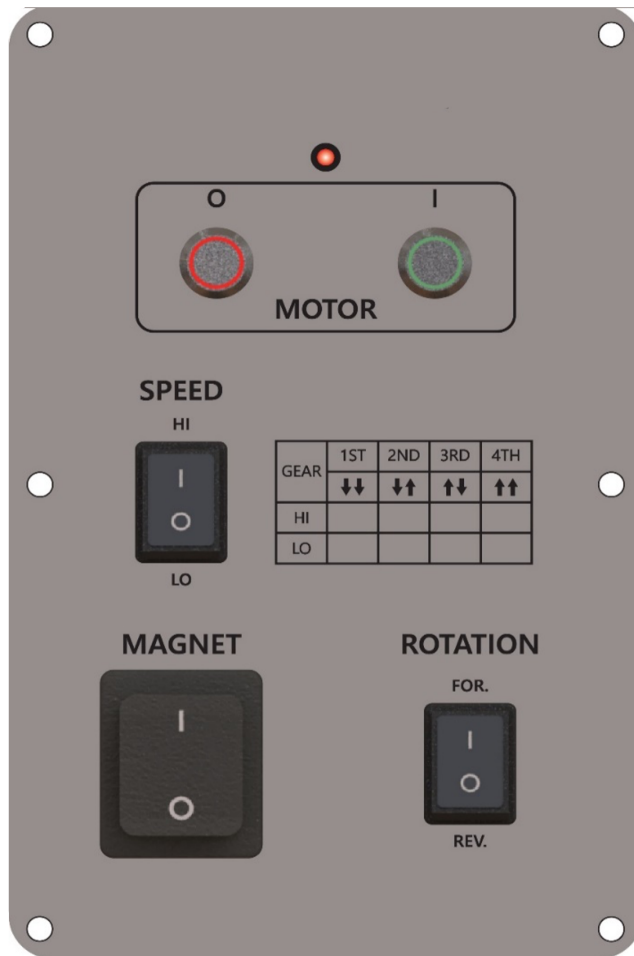 O I
MOTOR
SPEED
HI
I
O
LO
GEAR 1ST 2ND 3RD 4TH
↓↓ ↓↑ ↑↓ ↑↑
HI
LO
MAGNET ROTATION
FOR.
I I
O O
REV.